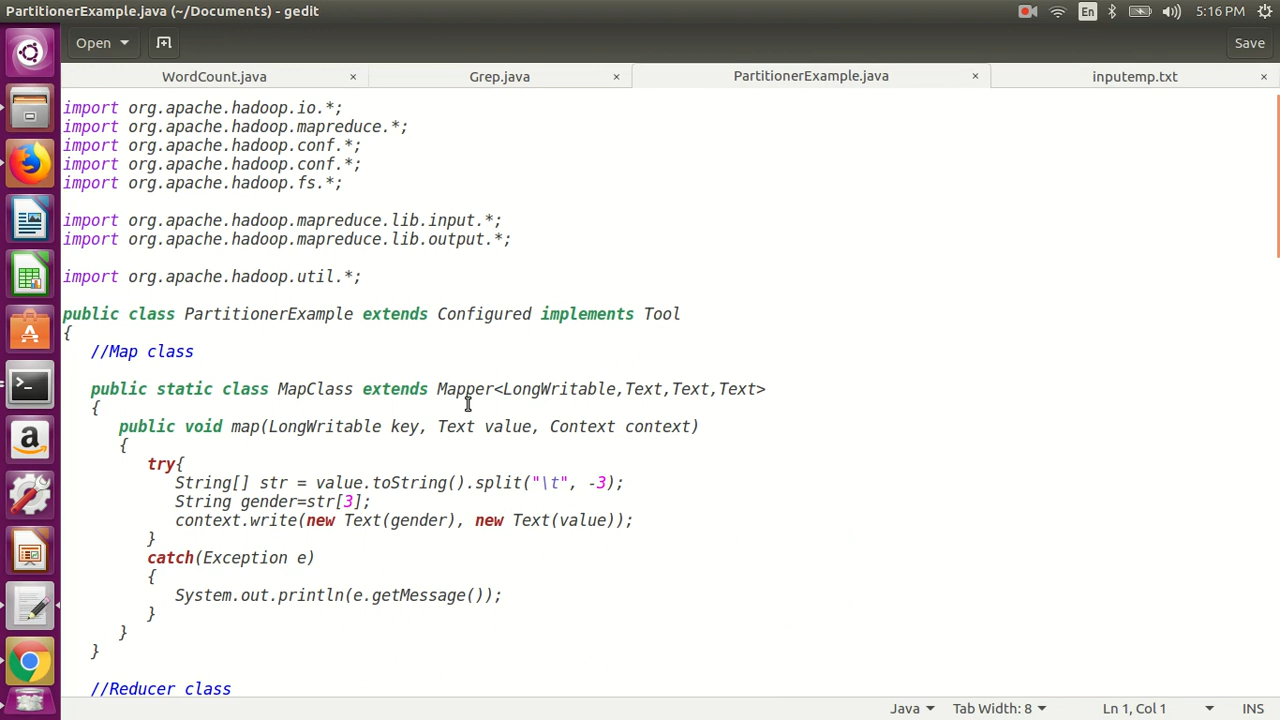 PartitionerExample.java (~/Documents) - gedit
En
5:16 PM
Open
Save
WordCount.java × Grep.java × PartitionerExample.java × inputemp.txt ×
import org.apache.hadoop.io.*;
import org.apache.hadoop.mapreduce.*;
import org.apache.hadoop.conf.*;
import org.apache.hadoop.conf.*;
import org.apache.hadoop.fs.*;
import org.apache.hadoop.mapreduce.lib.input.*;
import org.apache.hadoop.mapreduce.lib.output.*;
import org.apache.hadoop.util.*;
public class PartitionerExample extends Configured implements Tool
{
//Map class
public static class MapClass extends Mapper<LongWritable,Text,Text,Text>
{
public void map(LongWritable key, Text value, Context context)
{
try{
String[] str = value.toString().split("\t", -3);
String gender=str[3];
context.write(new Text(gender), new Text(value));
}
catch(Exception e)
{
System.out.println(e.getMessage());
}
}
}
//Reducer class
Java Tab Width: 8 Ln 1, Col 1 INS